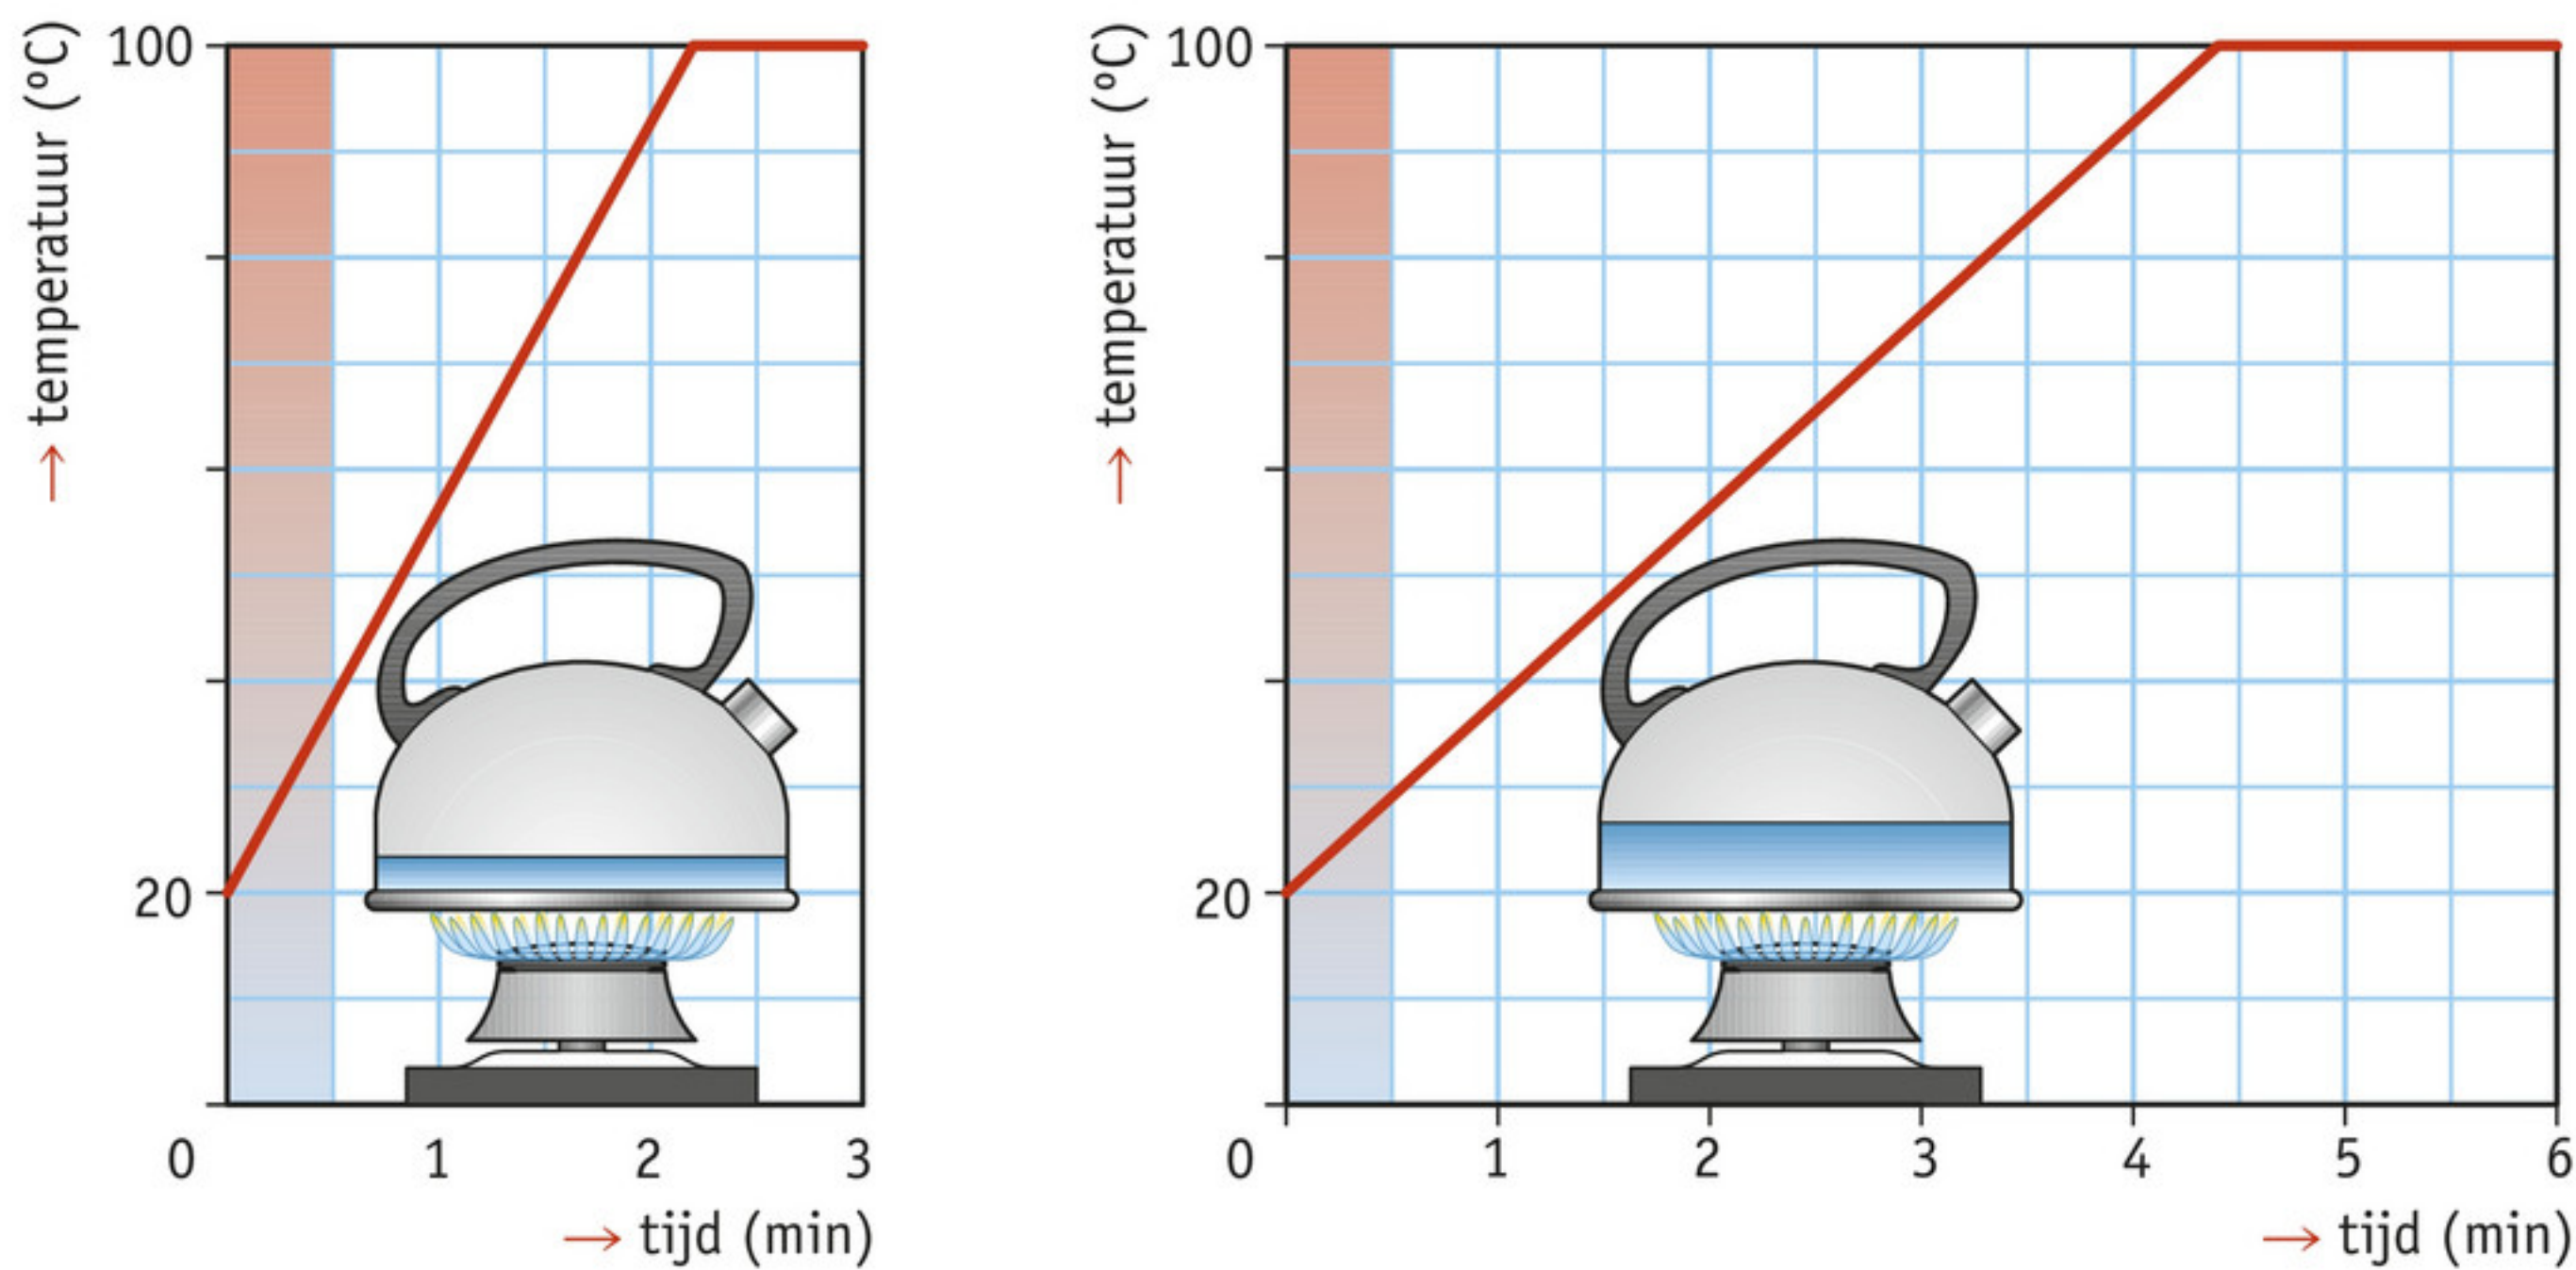 → temperatuur (°C)
100
20
0 1 2 3
→ tijd (min)
→ temperatuur (°C)
100
20
0 1 2 3 4 5 6
→ tijd (min)